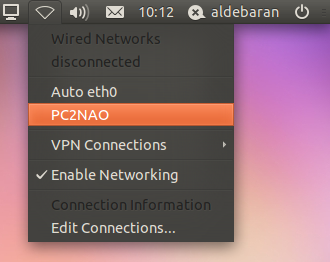 10:12 aldebaran
Wired Networks
disconnected
Auto eth0
PC2NAO
VPN Connections
Enable Networking
Connection Information
Edit Connections...